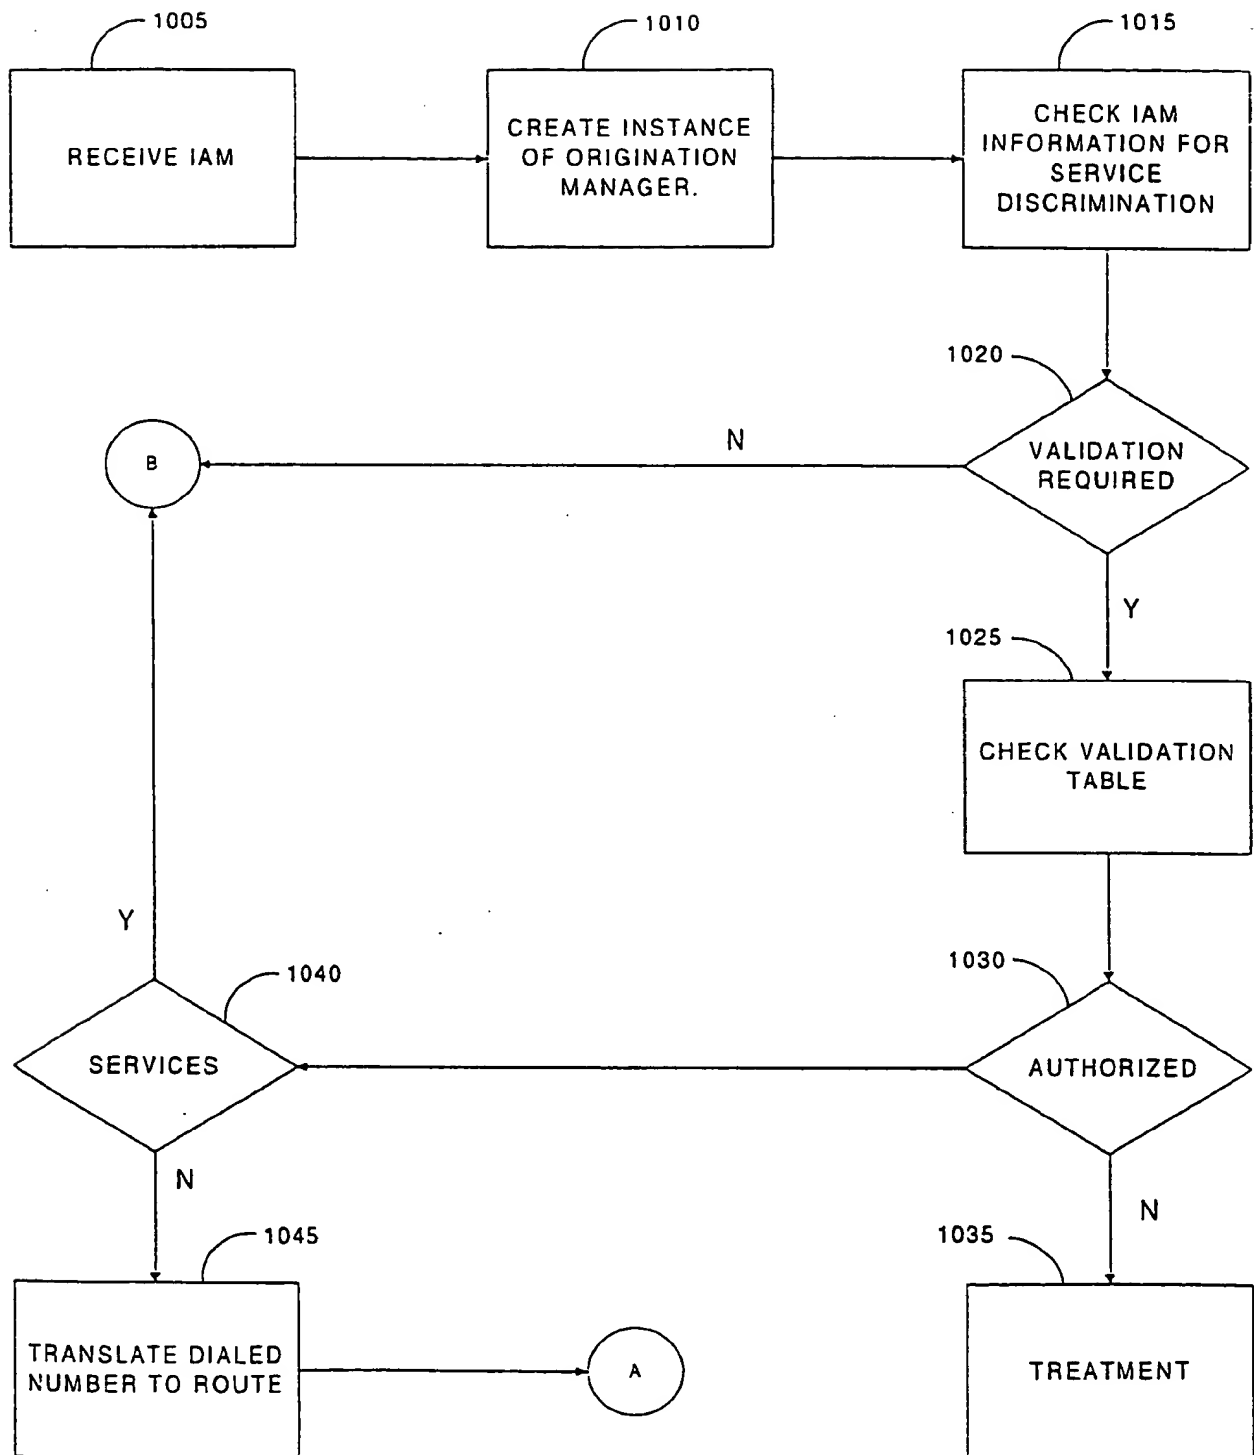 1005
1010
1015
RECEIVE IAM
CREATE INSTANCE
OF ORIGINATION
MANAGER.
CHECK IAM
INFORMATION FOR
SERVICE
DISCRIMINATION
1020
B
N
VALIDATION
REQUIRED
Y
1025
CHECK VALIDATION
TABLE
Y
1040
1030
SERVICES
AUTHORIZED
N
N
1045
1035
TRANSLATE DIALED
NUMBER TO ROUTE
A
TREATMENT